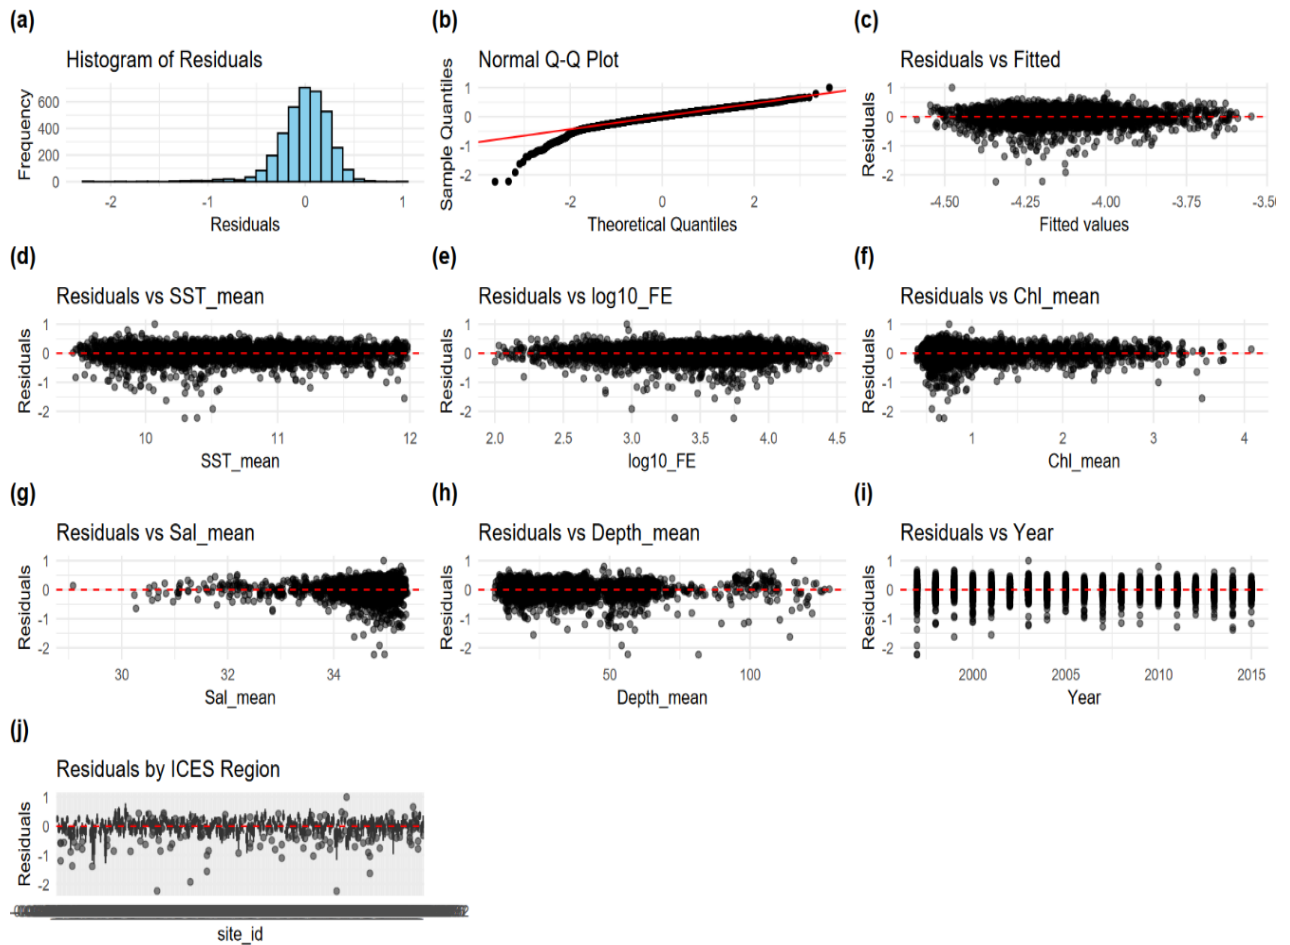 (a)
Histogram of Residuals
Frequency
600
400
200
0
-2 -1 0 1
Residuals
(b)
Normal Q-Q Plot
Sample Quantiles
1
0
-1
-2
-2 0 2
Theoretical Quantiles
(c)
Residuals vs Fitted
Residuals
1
0
-1
-2
-4.50 -4.25 -4.00 -3.75 -3.50
Fitted values
(d)
Residuals vs SST_mean
Residuals
1
0
-1
-2
10 11 12
SST_mean
(e)
Residuals vs log10_FE
Residuals
1
0
-1
-2
2.0 2.5 3.0 3.5 4.0 4.5
log10_FE
(f)
Residuals vs Chl_mean
Residuals
1
0
-1
-2
1 2 3 4
Chl_mean
(g)
Residuals vs Sal_mean
Residuals
1
0
-1
-2
30 32 34
Sal_mean
(h)
Residuals vs Depth_mean
Residuals
1
0
-1
-2
50 100
Depth_mean
(i)
Residuals vs Year
Residuals
1
0
-1
-2
2000 2005 2010 2015
Year
(j)
Residuals by ICES Region
Residuals
1
0
-1
-2
site_id